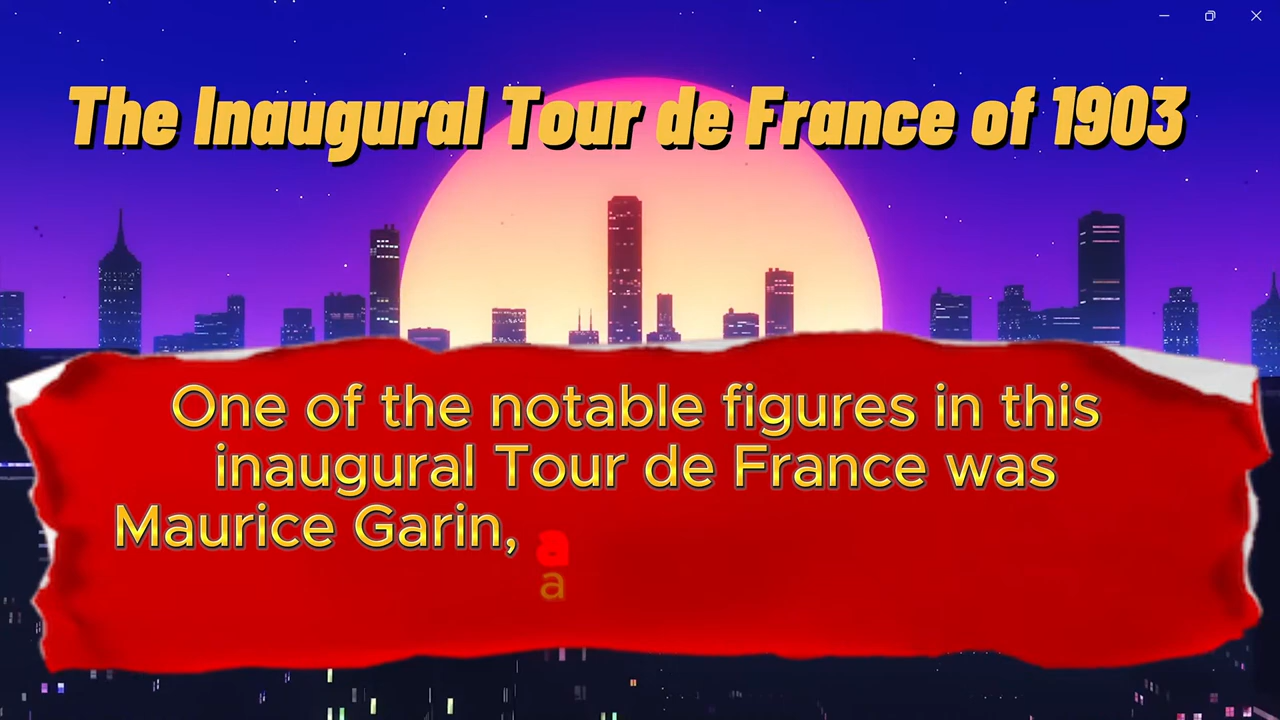 The Inaugural Tour de France of 1903
One of the notable figures in this
inaugural Tour de France was
Maurice Garin, a
a